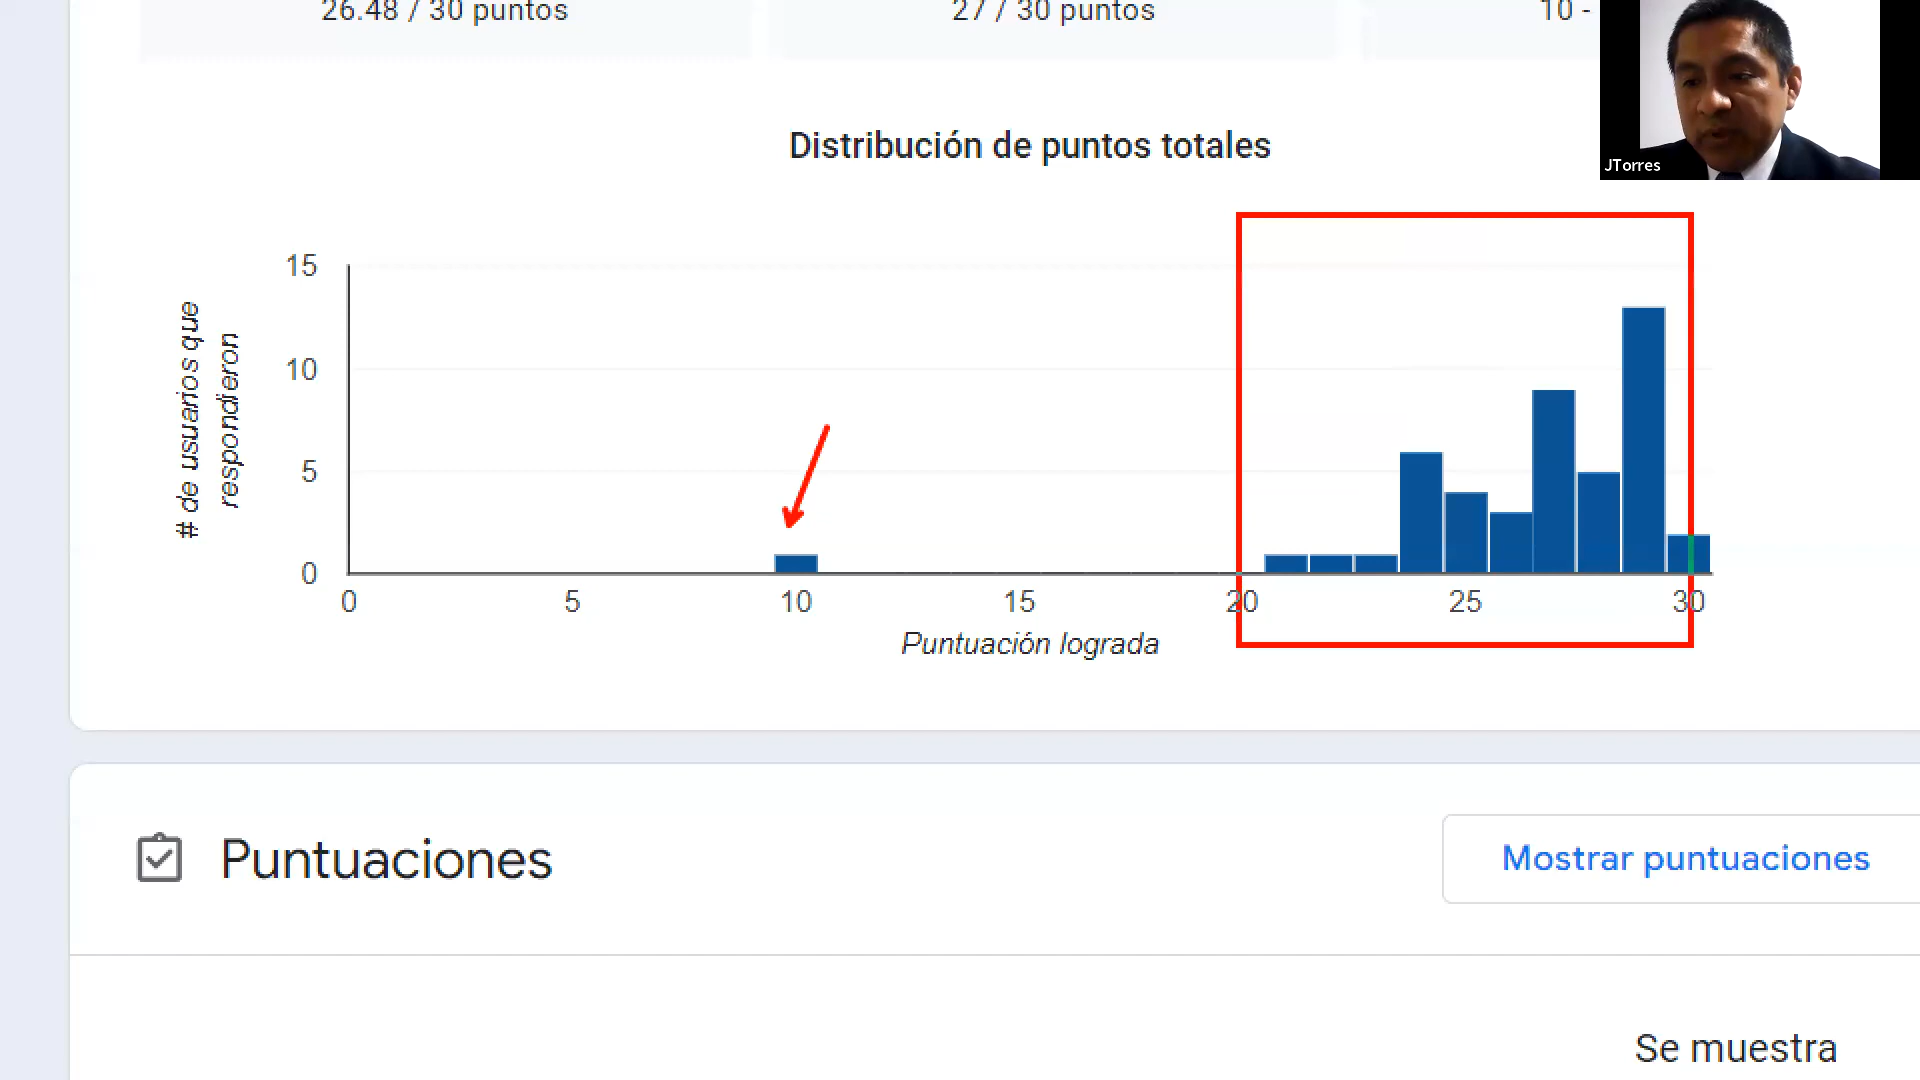 26.48 / 30 puntos
27 / 30 puntos
10 -
JTorres
Distribución de puntos totales
# de usuarios que
respondieron
15
10
5
0
0 5 10 15 20 25 30
Puntuación lograda
Puntuaciones
Mostrar puntuaciones
Se muestra